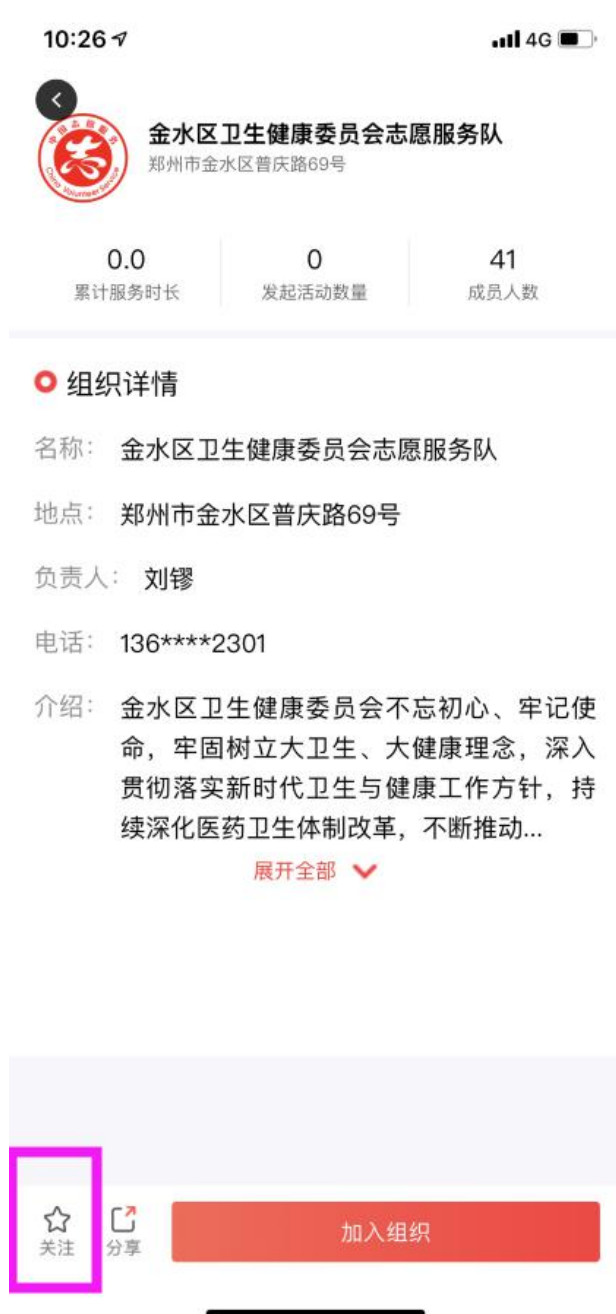 10:26
4G
中国志愿服务
China Volunteer Service
金水区卫生健康委员会志愿服务队
郑州市金水区普庆路69号
0.0
0
41
累计服务时长
发起活动数量
成员人数
组织详情
名称： 金水区卫生健康委员会志愿服务队
地点： 郑州市金水区普庆路69号
负责人： 刘镠
电话： 136****2301
介绍： 金水区卫生健康委员会不忘初心、牢记使
命，牢固树立大卫生、大健康理念，深入
贯彻落实新时代卫生与健康工作方针，持
续深化医药卫生体制改革，不断推动...
展开全部
关注
分享
加入组织